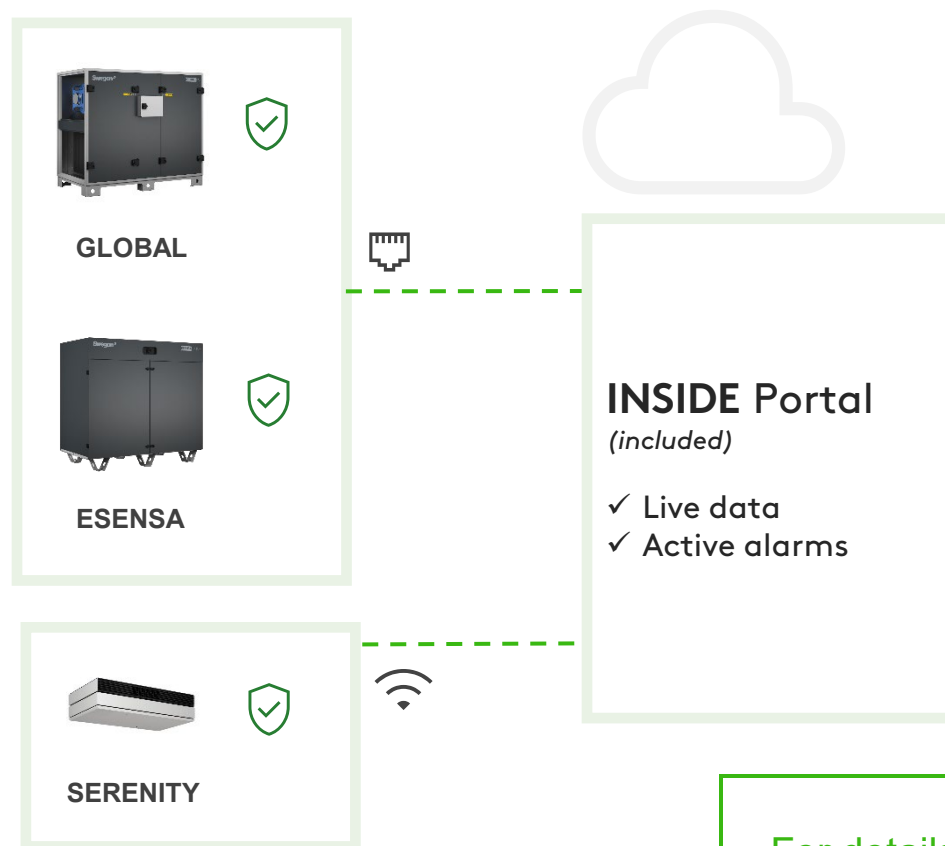 GLOBAL
ESENSA
SERENITY
INSIDE Portal
(included)
✓ Live data
✓ Active alarms